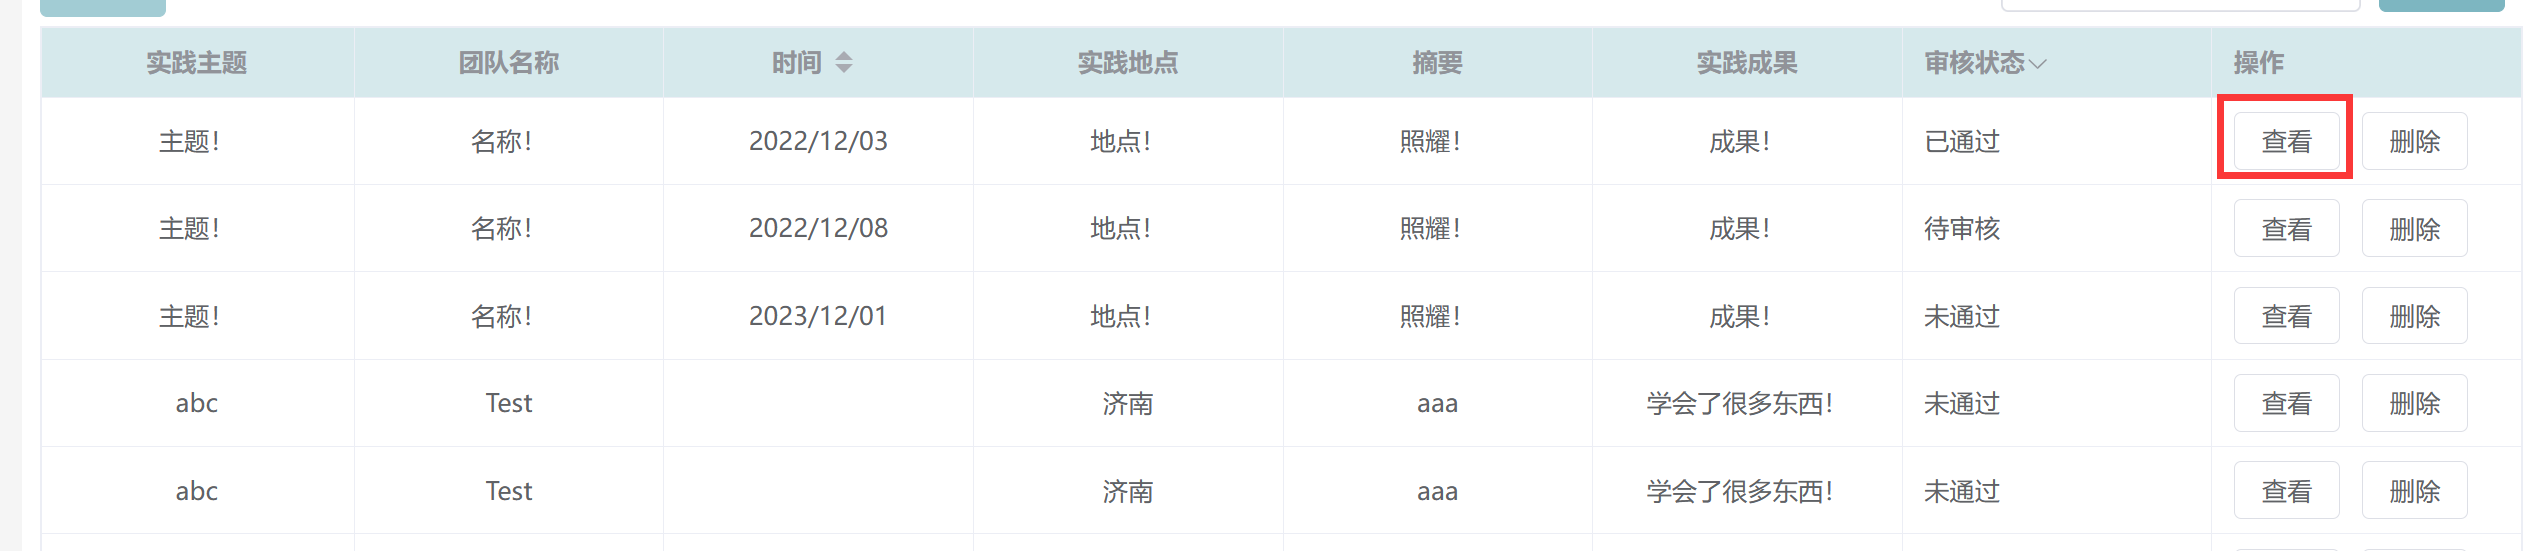 实践主题 团队名称 时间 实践地点 摘要 实践成果 审核状态 操作
主题! 名称! 2022/12/03 地点! 照耀! 成果! 已通过 查看 删除
主题! 名称! 2022/12/08 地点! 照耀! 成果! 待审核 查看 删除
主题! 名称! 2023/12/01 地点! 照耀! 成果! 未通过 查看 删除
abc Test 济南 aaa 学会了很多东西! 未通过 查看 删除
abc Test 济南 aaa 学会了很多东西! 未通过 查看 删除